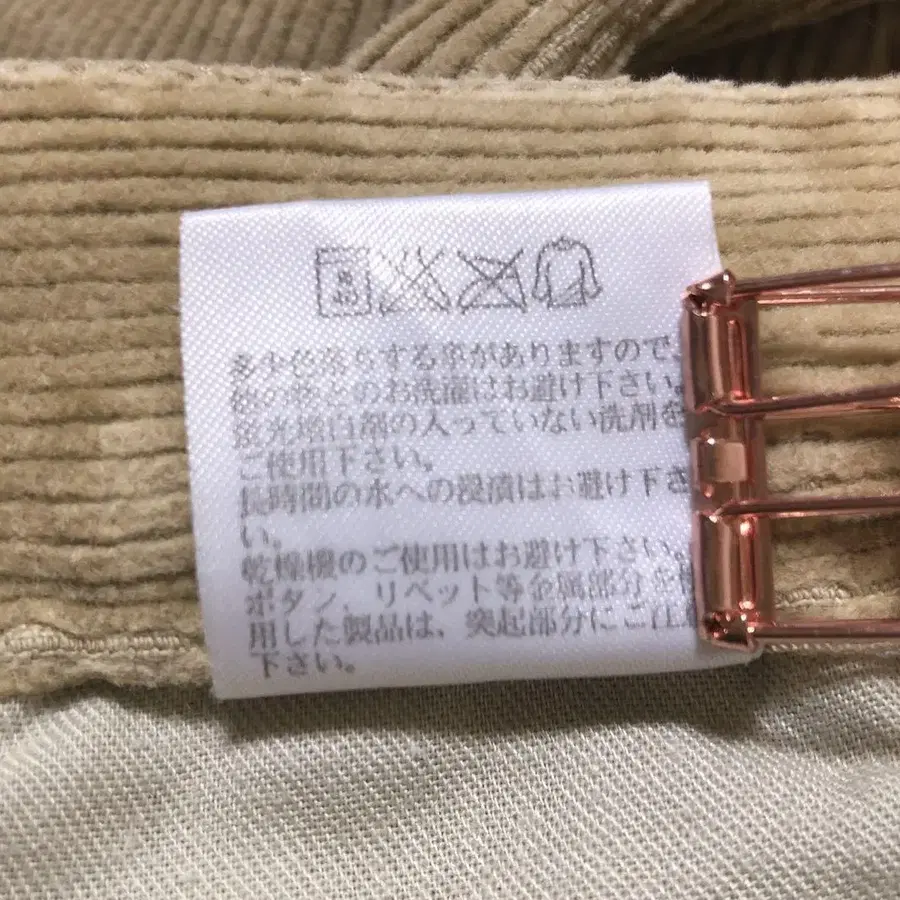 多少色落ちする事がありますので、
他の物とのお洗濯はお避け下さい。
蛍光増白剤の入っていない洗剤を
ご使用下さい。
長時間の水への浸漬はお避け下さ
い。
乾燥機のご使用はお避け下さい。
ボタン、リベット等金属部分を使
用した製品は、突起部分にご注意
下さい。